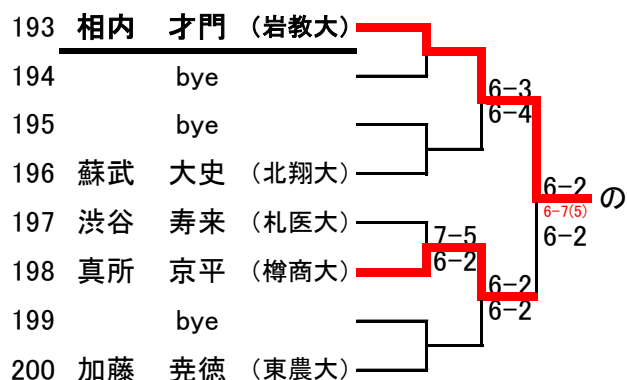 193 相内 才門 (岩教大)
194 bye
6-3
6-4
195 bye
196 蘇武 大史 (北翔大)
6-2
6-7(5)
6-2
の
197 渋谷 寿来 (札医大)
7-5
6-2
198 真所 京平 (樽商大)
6-2
6-2
199 bye
200 加藤 尭徳 (東農大)